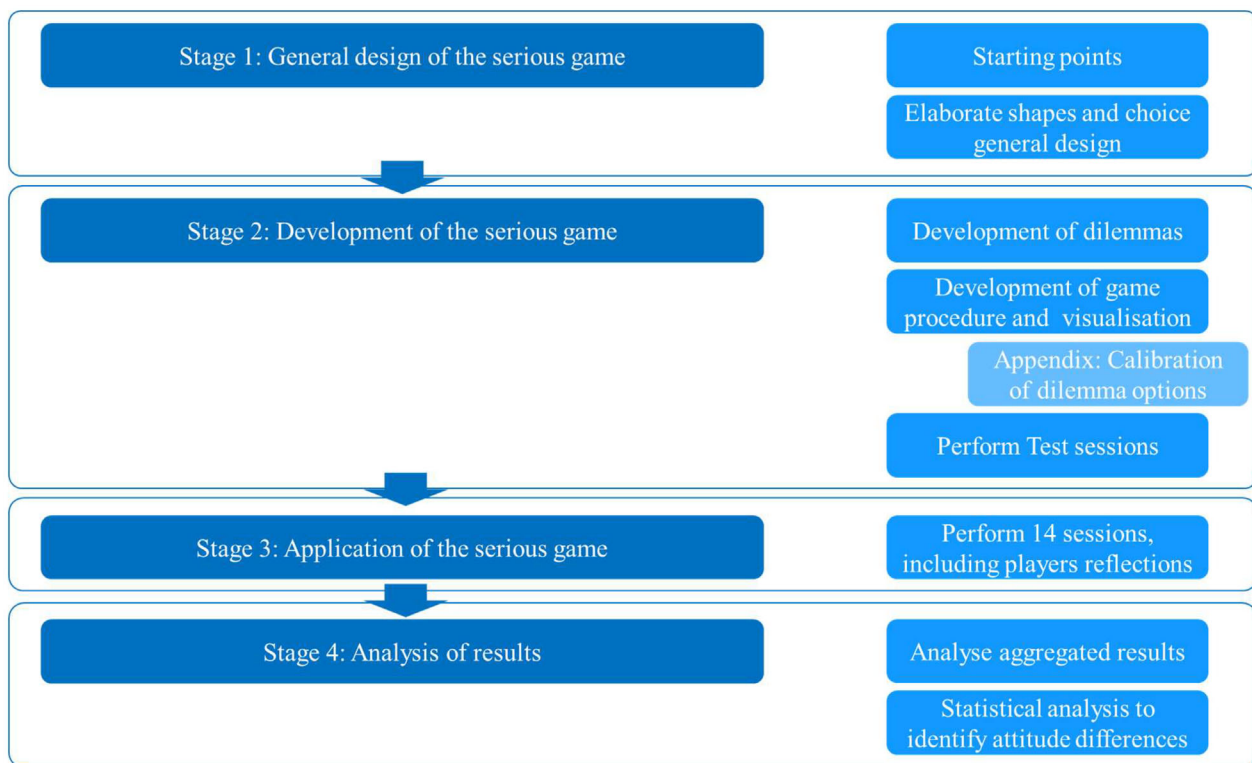 Stage 1: General design of the serious game
Starting points
Elaborate shapes and choice
general design
Stage 2: Development of the serious game
Development of dilemmas
Development of game
procedure and  visualisation
Appendix: Calibration
of dilemma options
Perform Test sessions
Stage 3: Application of the serious game
Perform 14 sessions,
including players reflections
Stage 4: Analysis of results
Analyse aggregated results
Statistical analysis to
identify attitude differences